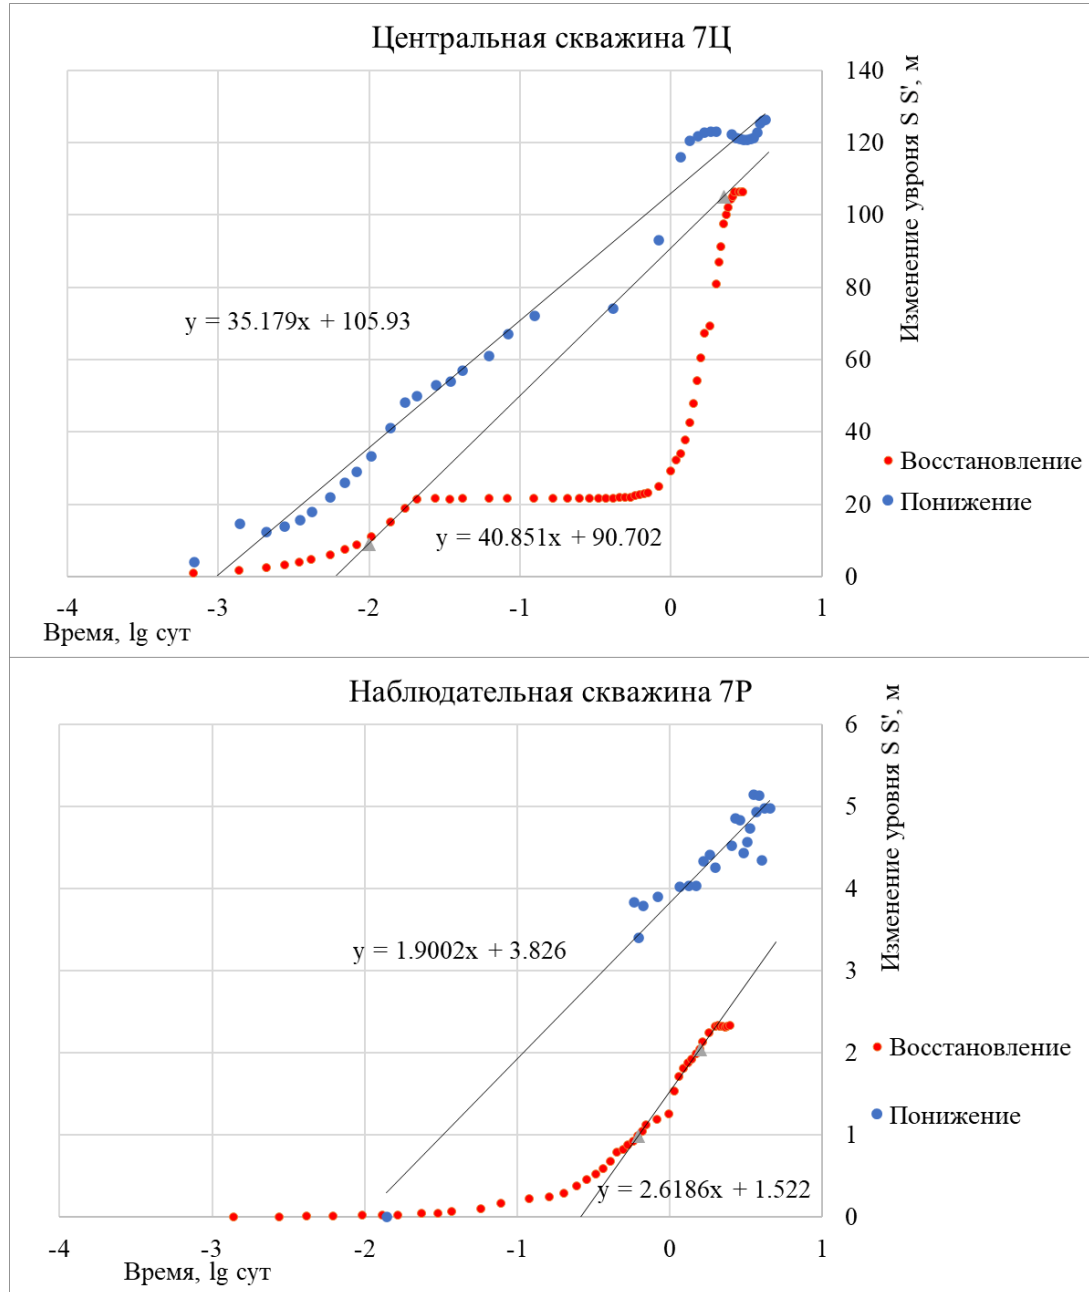 Центральная скважина 7Ц
140
120
100
80
60
40
20
0
Изменение увроня S S', м
y = 35.179x + 105.93
y = 40.851x + 90.702
Восстановление
Понижение
-4 -3 -2 -1 0 1
Время, lg сут
Наблюдательная скважина 7Р
6
5
4
3
2
1
0
Изменение уровня S S', м
y = 1.9002x + 3.826
y = 2.6186x + 1.522
Восстановление
Понижение
-4 -3 -2 -1 0 1
Время, lg сут